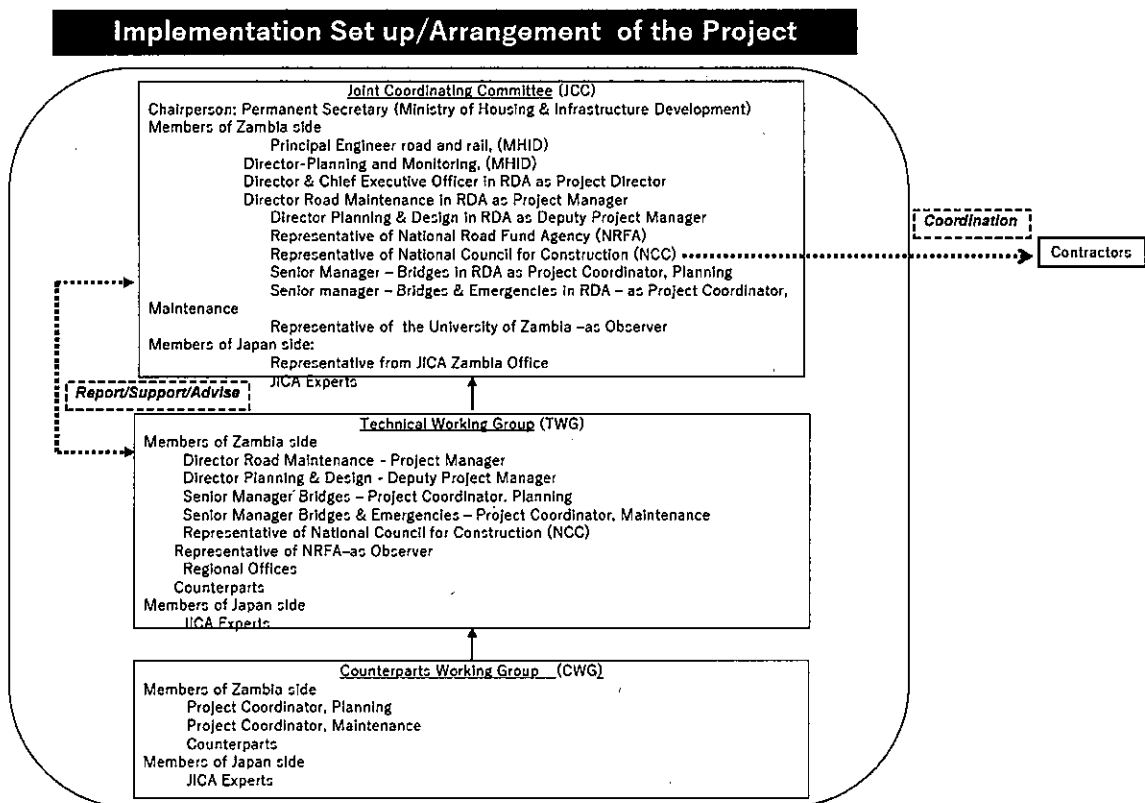 Implementation Set up/Arrangement of the Project
Joint Coordinating Committee (JCC)
Chairperson: Permanent Secretary (Ministry of Housing & Infrastructure Development)
Members of Zambia side
Principal Engineer road and rail, (MHID)
Director-Planning and Monitoring, (MHID)
Director & Chief Executive Officer in RDA as Project Director
Director Road Maintenance in RDA as Project Manager
Director Planning & Design in RDA as Deputy Project Manager
Representative of National Road Fund Agency (NRFA)
Representative of National Council for Construction (NCC)
Senior Manager – Bridges in RDA as Project Coordinator, Planning
Senior manager – Bridges & Emergencies in RDA – as Project Coordinator,
Maintenance
Representative of the University of Zambia –as Observer
Members of Japan side:
Representative from JICA Zambia Office
JICA Experts
Coordination
Contractors
Report/Support/Advise
Technical Working Group (TWG)
Members of Zambia side
Director Road Maintenance - Project Manager
Director Planning & Design - Deputy Project Manager
Senior Manager Bridges – Project Coordinator. Planning
Senior Manager Bridges & Emergencies – Project Coordinator, Maintenance
Representative of National Council for Construction (NCC)
Representative of NRFA–as Observer
Regional Offices
Counterparts
Members of Japan side
JICA Experts
Counterparts Working Group (CWG)
Members of Zambia side
Project Coordinator, Planning
Project Coordinator, Maintenance
Counterparts
Members of Japan side
JICA Experts